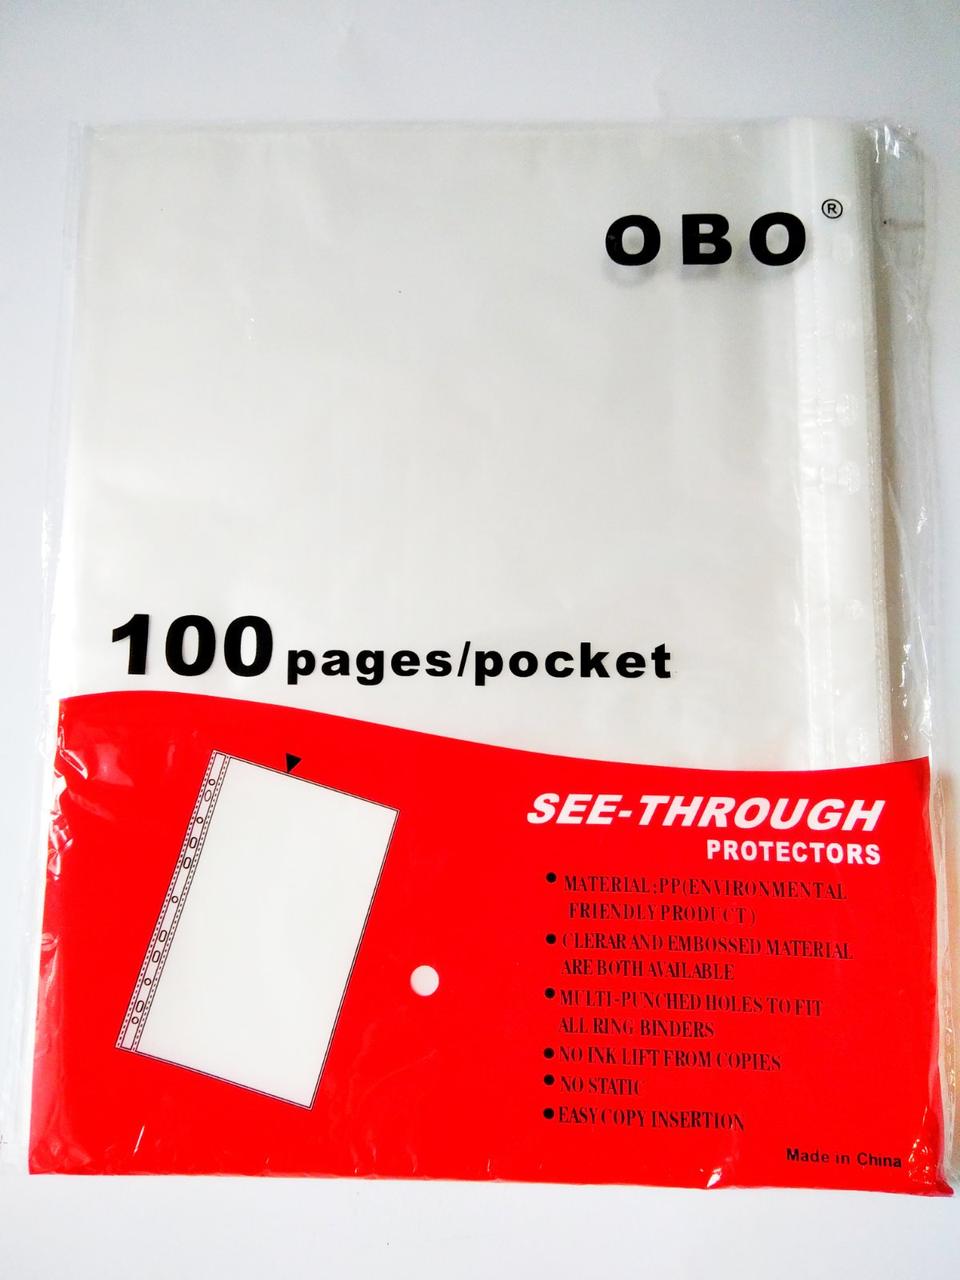 OBO®
100 pages/pocket
SEE-THROUGH
PROTECTORS
● MATERIAL:PP(ENVIRONMENTAL
FRIENDLY PRODUCT)
● CLERAR AND EMBOSSED MATERIAL
ARE BOTH AVAILABLE
● MULTI-PUNCHED HOLES TO FIT
ALL RING BINDERS
● NO INK LIFT FROM COPIES
● NO STATIC
● EASY COPY INSERTION
Made in China